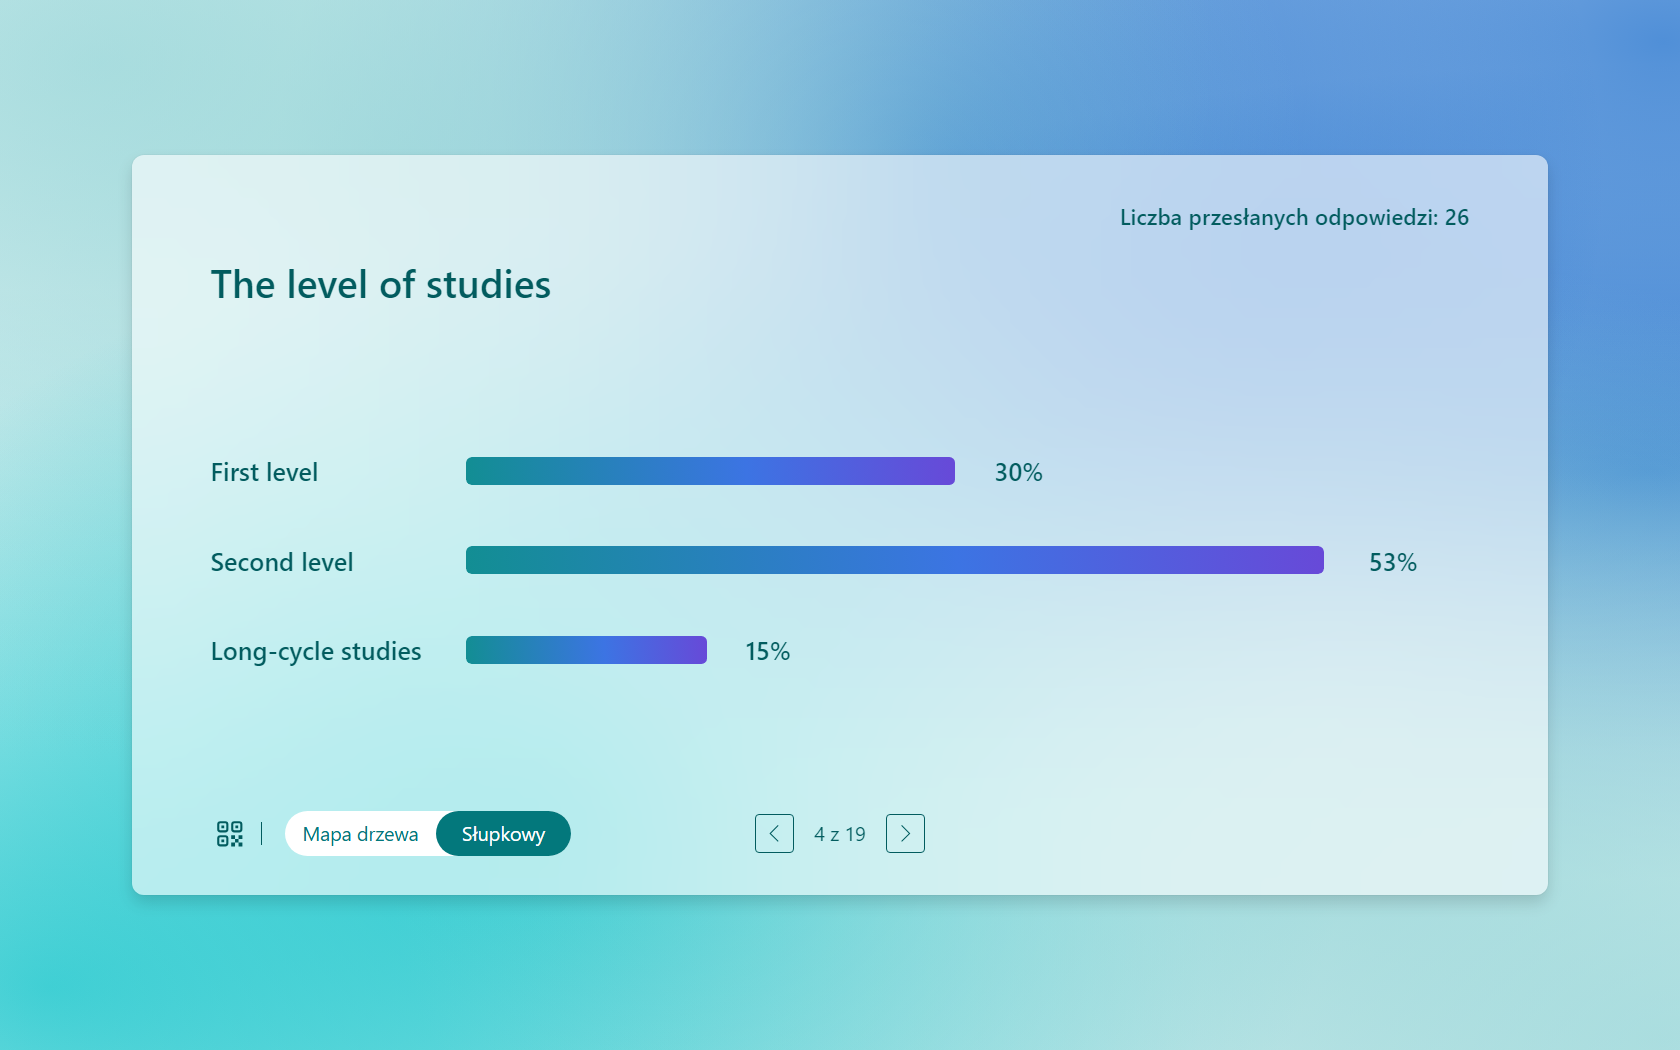 Liczba przesłanych odpowiedzi: 26
The level of studies
First level 30%
Second level 53%
Long-cycle studies 15%
Mapa drzewa Słupkowy 4 z 19